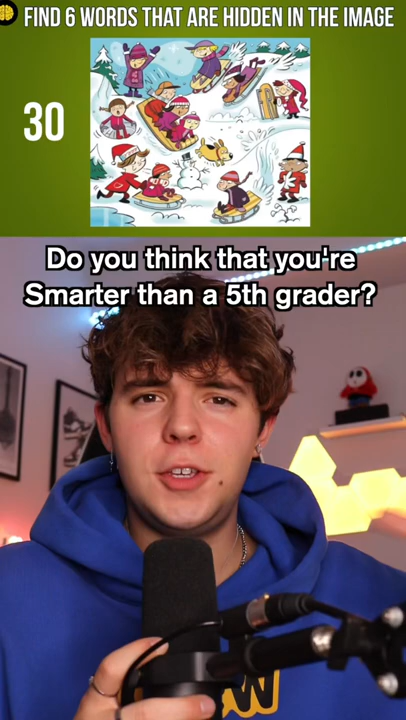 FIND 6 WORDS THAT ARE HIDDEN IN THE IMAGE
30
Do you think that you're
Smarter than a 5th grader?
W